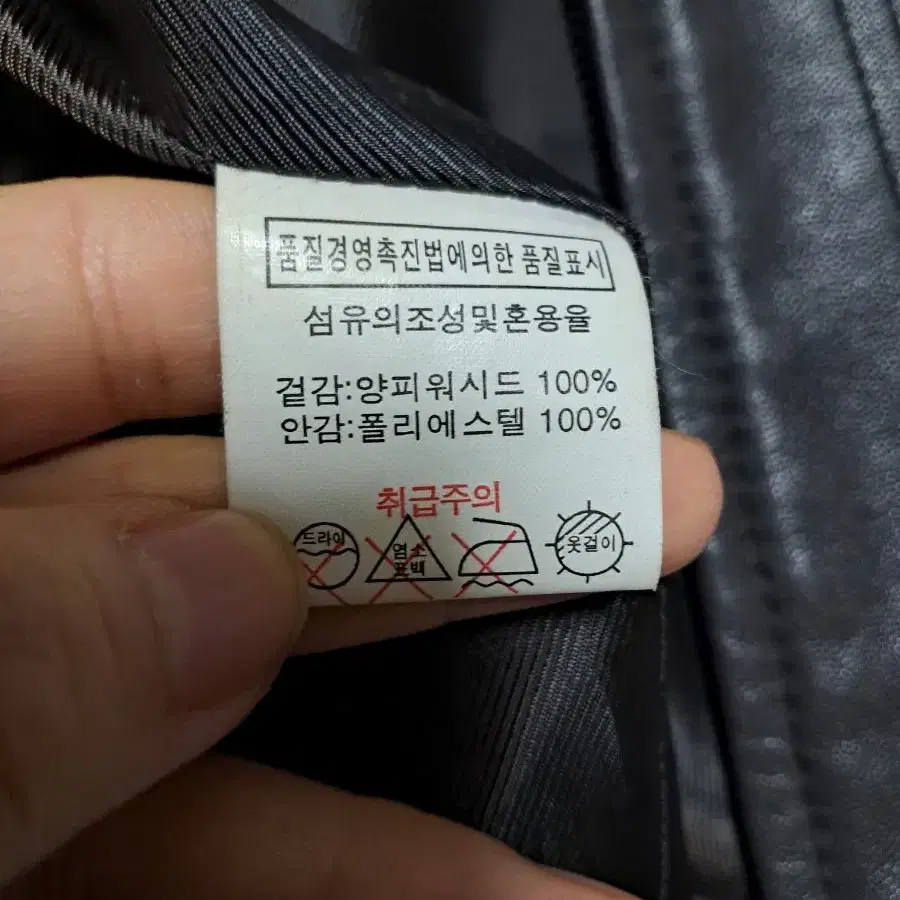 품질경영촉진법에의한 품질표시
섬유의조성및혼용율
겉감:양피워시드 100%
안감:폴리에스텔 100%
취급주의
드라이
염소
표백
옷걸이